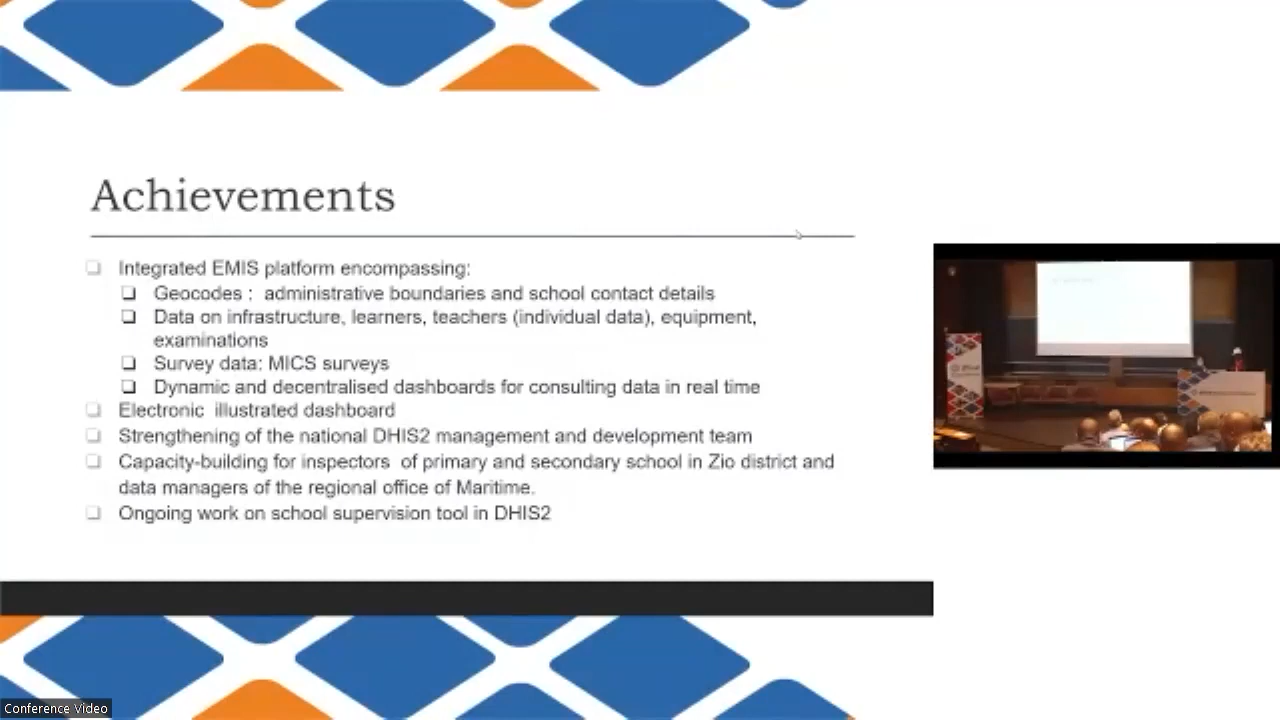 Achievements
❑ Integrated EMIS platform encompassing:
❑ Geocodes : administrative boundaries and school contact details
❑ Data on infrastructure, learners, teachers (individual data), equipment,
examinations
❑ Survey data: MICS surveys
❑ Dynamic and decentralised dashboards for consulting data in real time
❑ Electronic illustrated dashboard
❑ Strengthening of the national DHIS2 management and development team
❑ Capacity-building for inspectors of primary and secondary school in Zio district and
data managers of the regional office of Maritime.
❑ Ongoing work on school supervision tool in DHIS2
Conference Video